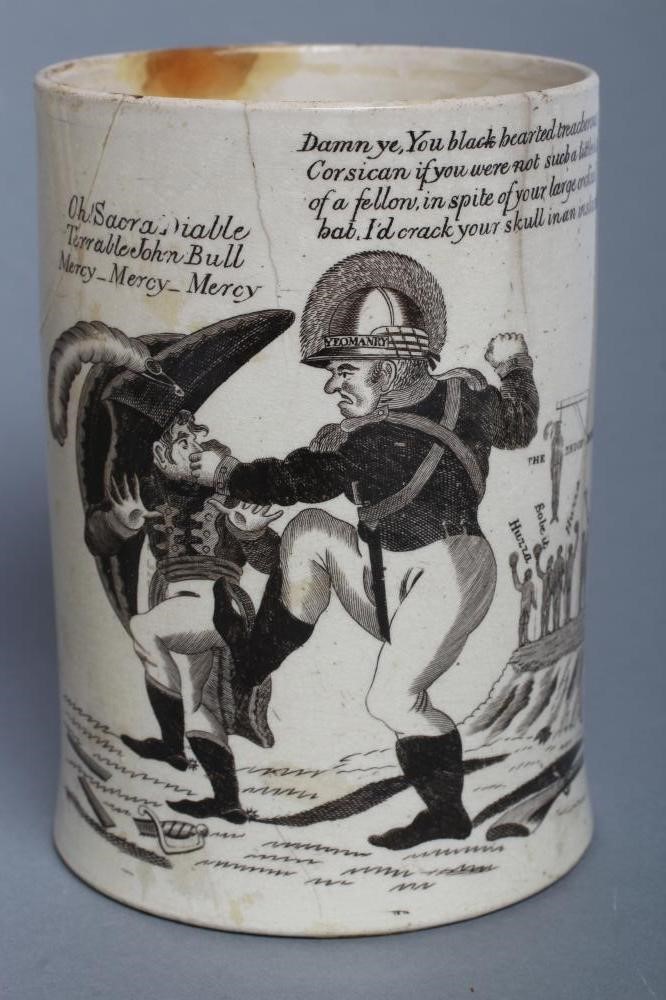 Damn ye, You black hearted treacherous
Corsican if you were not such a little
of a fellow, in spite of your large
hat, I'd crack your skull in an
Oh! Sacra Diable
Terrable John Bull
Mercy_Mercy_Mercy
YEOMANRY
THE
Huzza
Sobeit